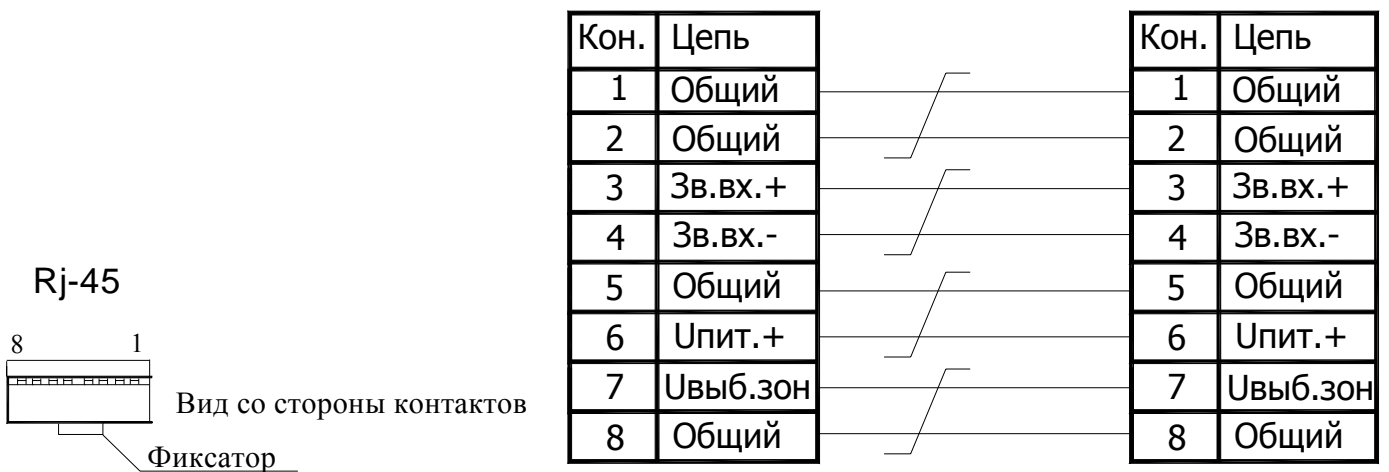 Кон. Цепь Кон. Цепь
1 Общий 1 Общий
2 Общий 2 Общий
3 Зв.вх.+ 3 Зв.вх.+
4 Зв.вх.- 4 Зв.вх.-
5 Общий 5 Общий
6 Uпит.+ 6 Uпит.+
7 Uвыб.зон 7 Uвыб.зон
8 Общий 8 Общий
Rj-45
8 1
Вид со стороны контактов
Фиксатор